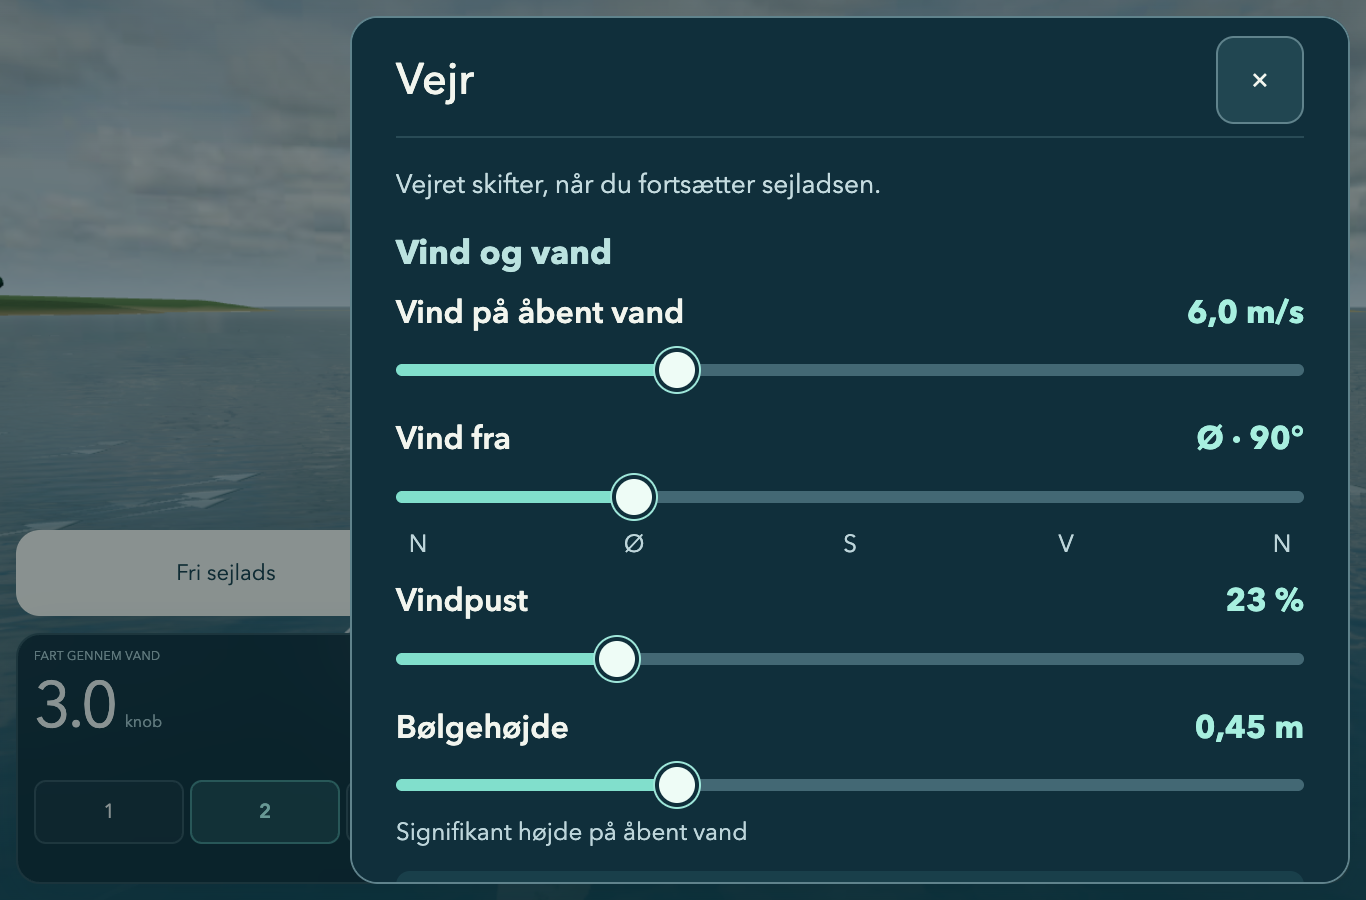 Vejr
×
Vejret skifter, når du fortsætter sejladsen.
Vind og vand
Vind på åbent vand 6,0 m/s
Vind fra Ø · 90°
N Ø S V N
Vindpust 23 %
Bølgehøjde 0,45 m
Signifikant højde på åbent vand
Fri sejlads
FART GENNEM VAND
3.0 knob
1 2